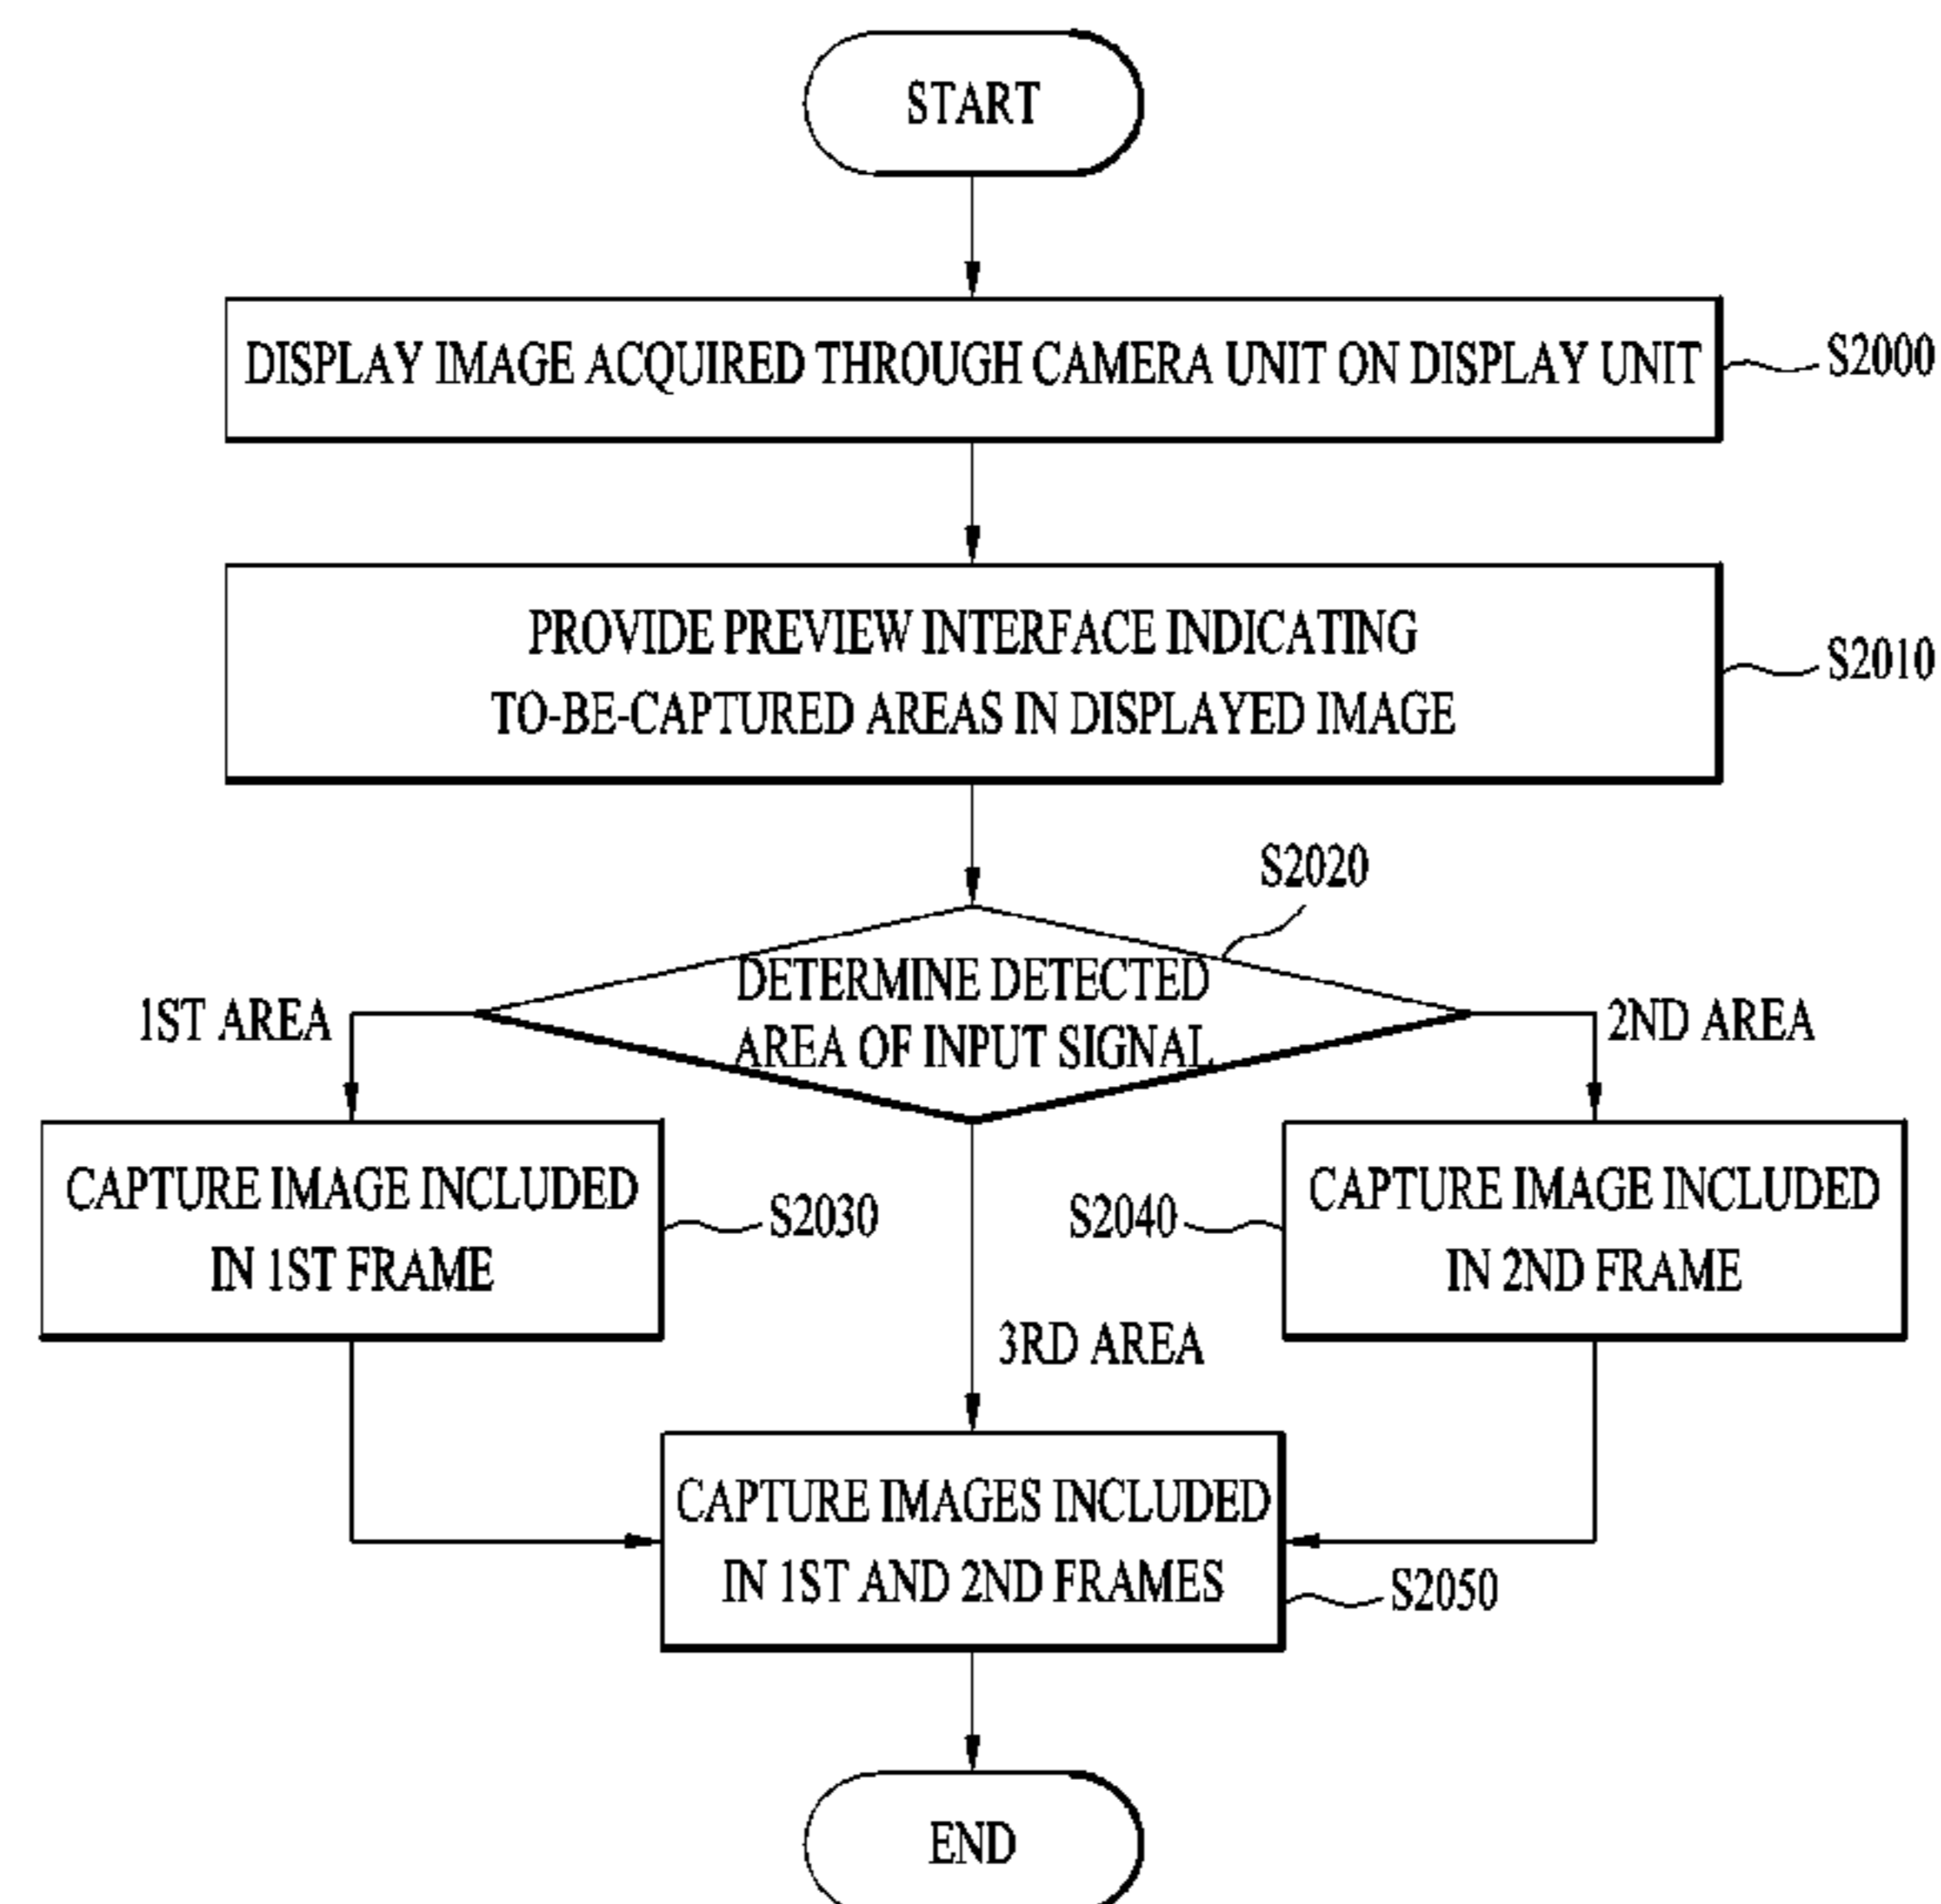 START
DISPLAY IMAGE ACQUIRED THROUGH CAMERA UNIT ON DISPLAY UNIT
S2000
PROVIDE PREVIEW INTERFACE INDICATING
TO-BE-CAPTURED AREAS IN DISPLAYED IMAGE
S2010
S2020
DETERMINE DETECTED
AREA OF INPUT SIGNAL
1ST AREA
2ND AREA
CAPTURE IMAGE INCLUDED
IN 1ST FRAME
S2030
S2040
CAPTURE IMAGE INCLUDED
IN 2ND FRAME
3RD AREA
CAPTURE IMAGES INCLUDED
IN 1ST AND 2ND FRAMES
S2050
END